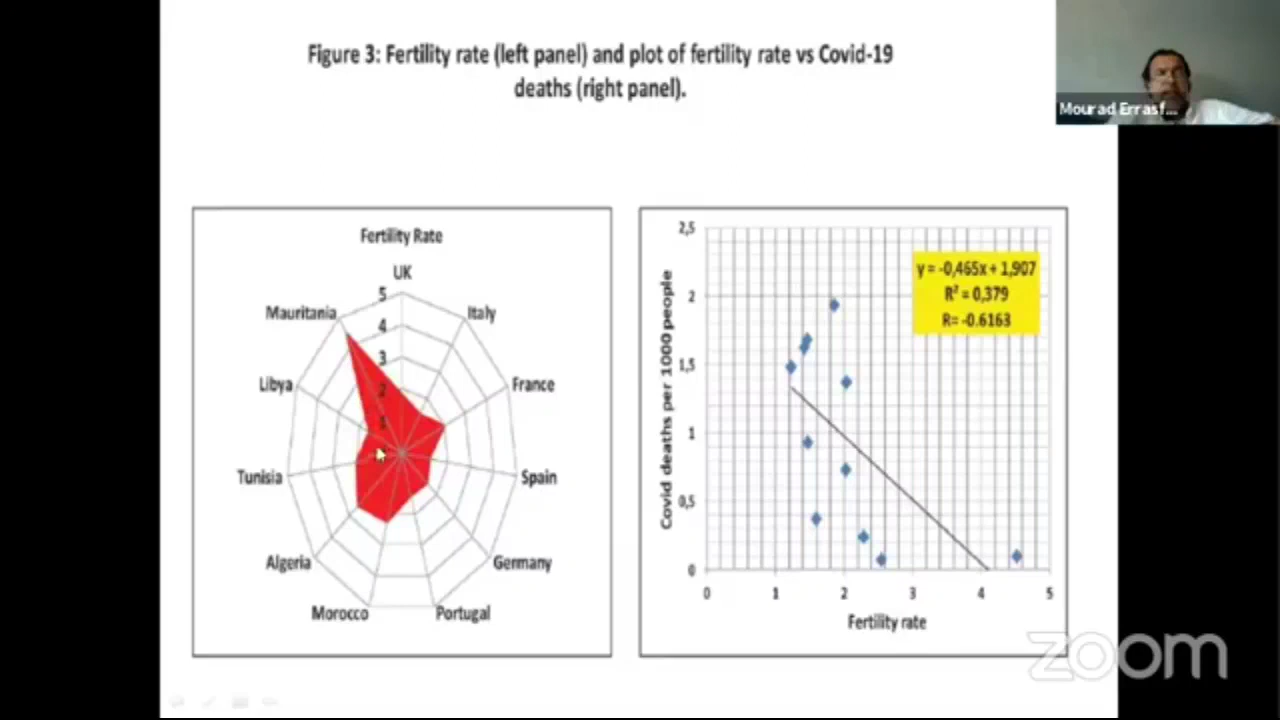 Figure 3: Fertility rate (left panel) and plot of fertility rate vs Covid-19
deaths (right panel).
Mourad Errasf...
Fertility Rate
UK
Italy
France
Spain
Germany
Portugal
Morocco
Algeria
Tunisia
Libya
Mauritania
5
4
3
2
1
Covid deaths per 1000 people
2,5
2
1,5
1
0,5
0
y = -0,465x + 1,907
R² = 0,379
R= -0.6163
0 1 2 3 4 5
Fertility rate
zoom